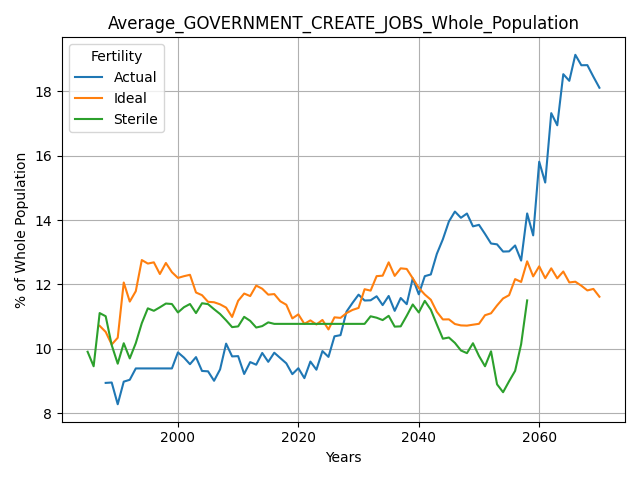 Average_GOVERNMENT_CREATE_JOBS_Whole_Population
Fertility
Actual
Ideal
Sterile
% of Whole Population
18
16
14
12
10
8
2000
2020
2040
2060
Years